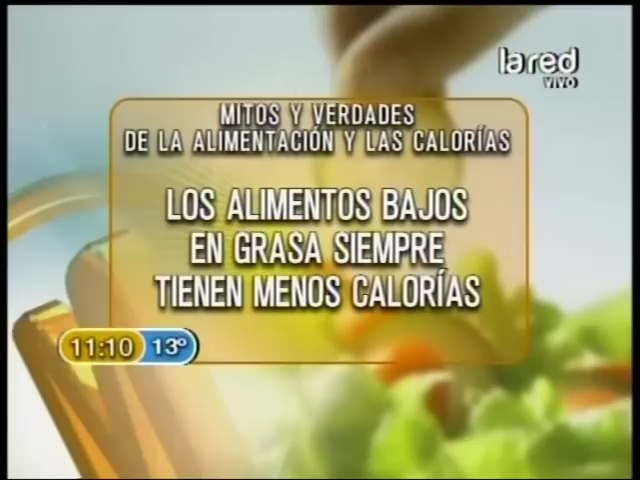 lared
VIVO
MITOS Y VERDADES
DE LA ALIMENTACIÓN Y LAS CALORÍAS
LOS ALIMENTOS BAJOS
EN GRASA SIEMPRE
TIENEN MENOS CALORÍAS
11:10 13º